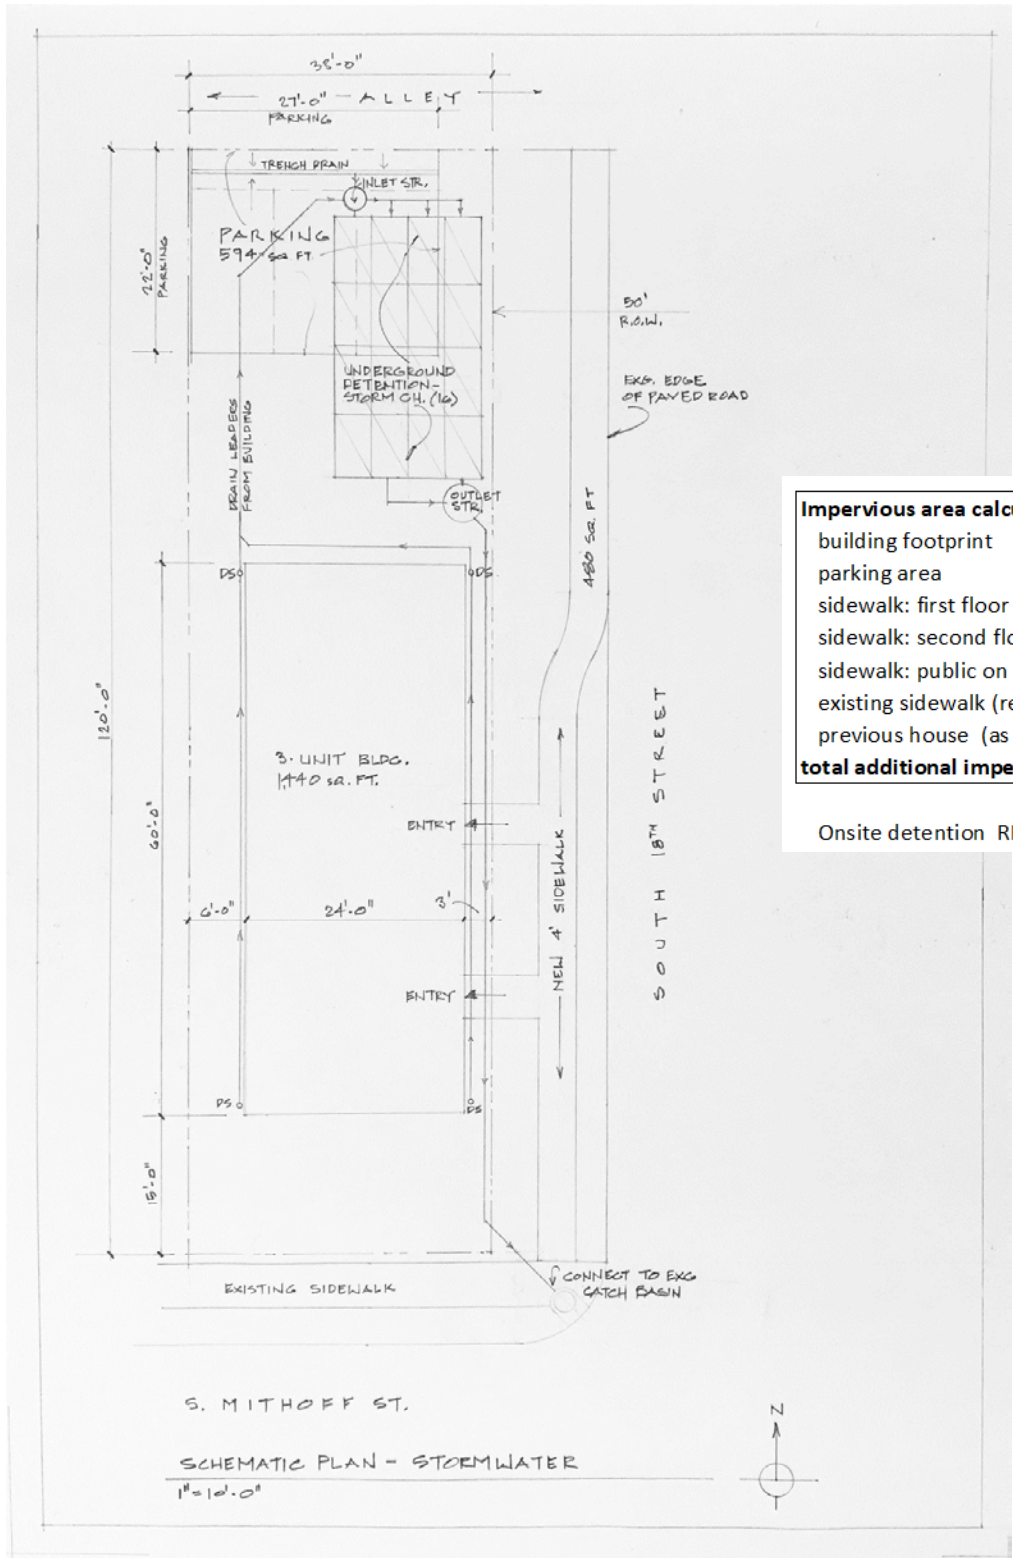 38'-0"
ALLEY
27'-0"
PARKING
TRENCH DRAIN
INLET STR.
PARKING
594 SQ. FT.
22'-0"
PARKING
50'
R.O.W.
UNDERGROUND
DETENTION-
STORM CH. (16)
EXG. EDGE
OF PAVED ROAD
DRAIN LEADERS
FROM BUILDING
OUTLET
STR.
480 SQ. FT
DS
DS
Impervious area calcu
building footprint
parking area
sidewalk: first floor
sidewalk: second flo
sidewalk: public on
existing sidewalk (re
previous house (as
total additional impe
Onsite detention
120'-0"
3-UNIT BLDG.
1,440 SQ. FT.
60'-0"
ENTRY
6'-0"
24'-0"
3'
NEW 4' SIDEWALK
SOUTH 18TH STREET
ENTRY
DS
DS
15'-0"
EXISTING SIDEWALK
CONNECT TO EXG
CATCH BASIN
S. MITHOFF ST.
SCHEMATIC PLAN - STORMWATER
1"=10'-0"
N